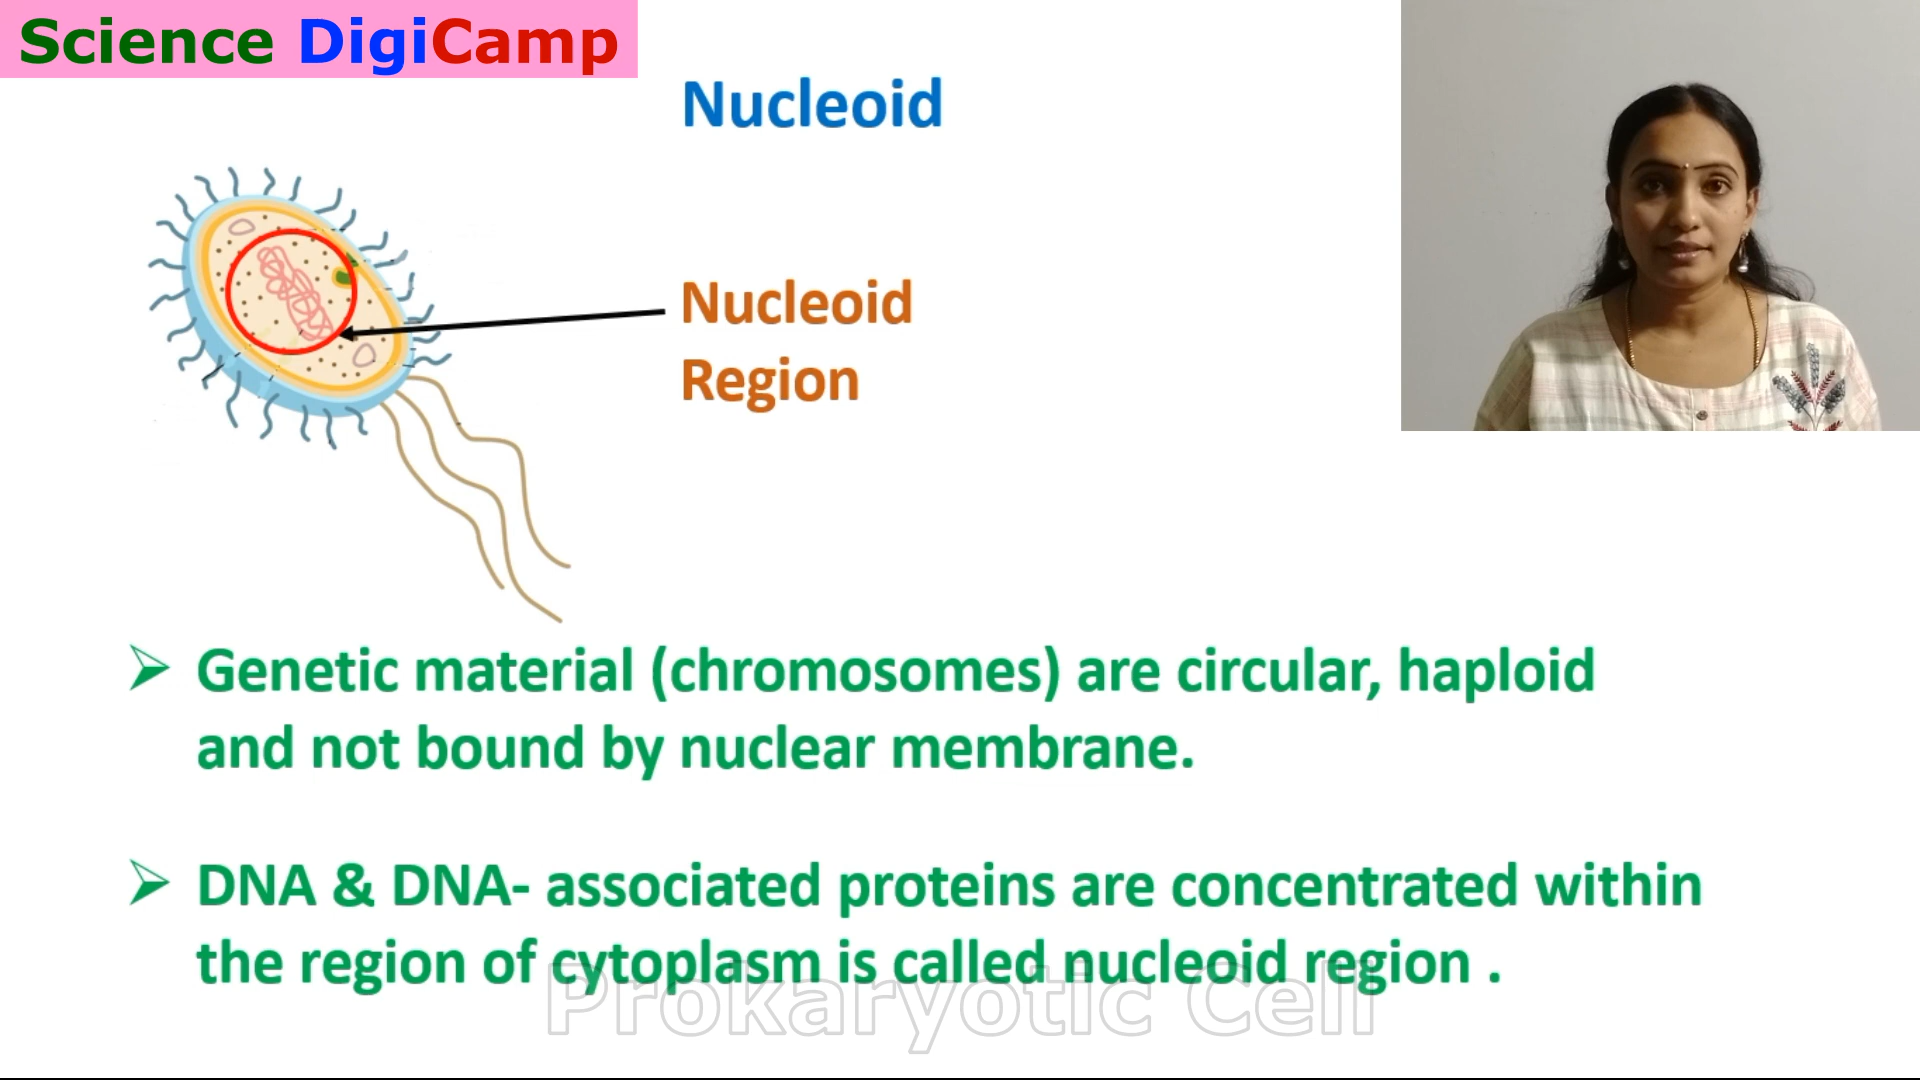 Science DigiCamp
Nucleoid
Nucleoid
Region
➢ Genetic material (chromosomes) are circular, haploid
and not bound by nuclear membrane.
➢ DNA & DNA- associated proteins are concentrated within
the region of cytoplasm is called nucleoid region .
Prokaryotic Cell